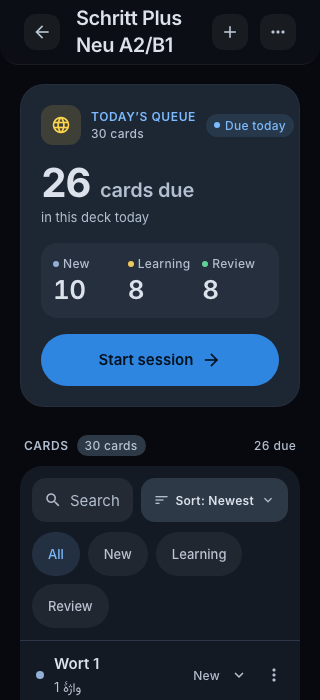 Schritt Plus
Neu A2/B1
TODAY'S QUEUE
30 cards
Due today
26 cards due
in this deck today
New
Learning
Review
10
8
8
Start session
CARDS
30 cards
26 due
Search
Sort: Newest
All
New
Learning
Review
Wort 1
New
واژهٔ 1